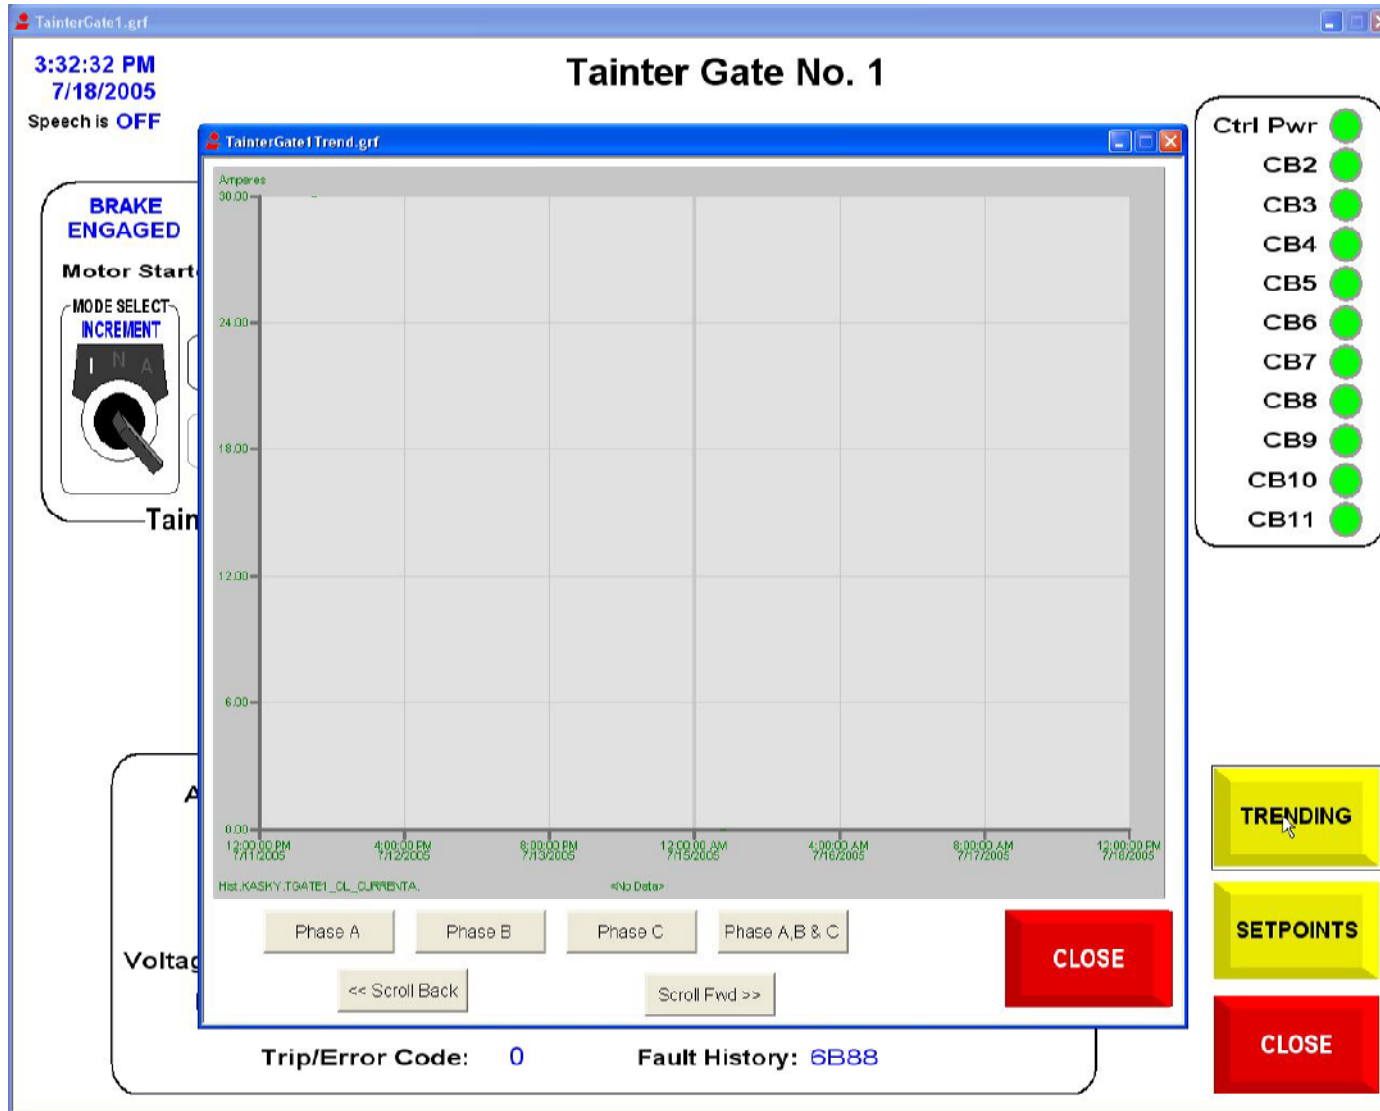 TainterGate1.grf
3:32:32 PM
7/18/2005
Speech is OFF
Tainter Gate No. 1
BRAKE
ENGAGED
Motor Starte
MODE SELECT
INCREMENT
I N A
Tain
TainterGate1Trend.grf
Amperes
30.00
24.00
18.00
12.00
6.00
0.00
12:00:00 PM 4:00:00 PM 8:00:00 PM 12:00:00 AM 4:00:00 AM 8:00:00 AM 12:00:00 PM
7/11/2005 7/12/2005 7/13/2005 7/15/2005 7/16/2005 7/17/2005 7/18/2005
Hist.KASKY.TGATE1_OL_CURRENTA. <No Data>
Phase A Phase B Phase C Phase A,B & C
<< Scroll Back Scroll Fwd >>
CLOSE
Ctrl Pwr
CB2
CB3
CB4
CB5
CB6
CB7
CB8
CB9
CB10
CB11
A
Voltag
Trip/Error Code: 0 Fault History: 6B88
TRENDING
SETPOINTS
CLOSE